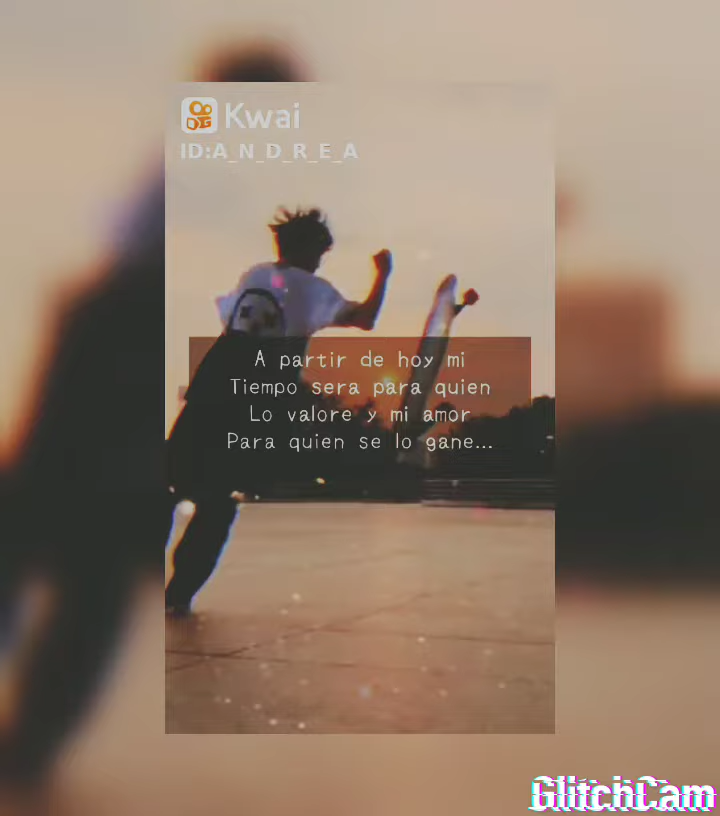 Kwai
ID:A_N_D_R_E_A
A partir de hoy mi
Tiempo sera para quien
Lo valore y mi amor
Para quien se lo gane...
GlitchCam